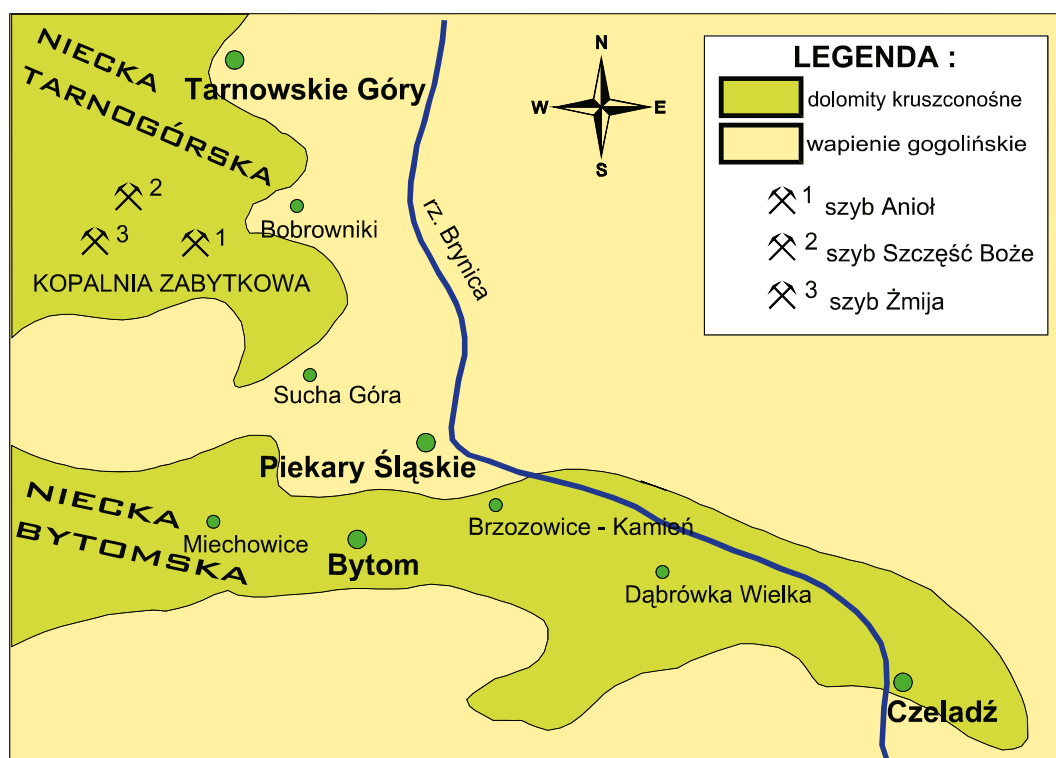 NIECKA
TARNOGÓRSKA
Tarnowskie Góry
N
W E
S
LEGENDA :
dolomity kruszconośne
wapienie gogolińskie
1 szyb Anioł
2 szyb Szczęść Boże
3 szyb Żmija
2
3
1
Bobrowniki
KOPALNIA ZABYTKOWA
rz. Brynica
Sucha Góra
Piekary Śląskie
NIECKA
BYTOMSKA
Miechowice
Bytom
Brzozowice - Kamień
Dąbrówka Wielka
Czeladź